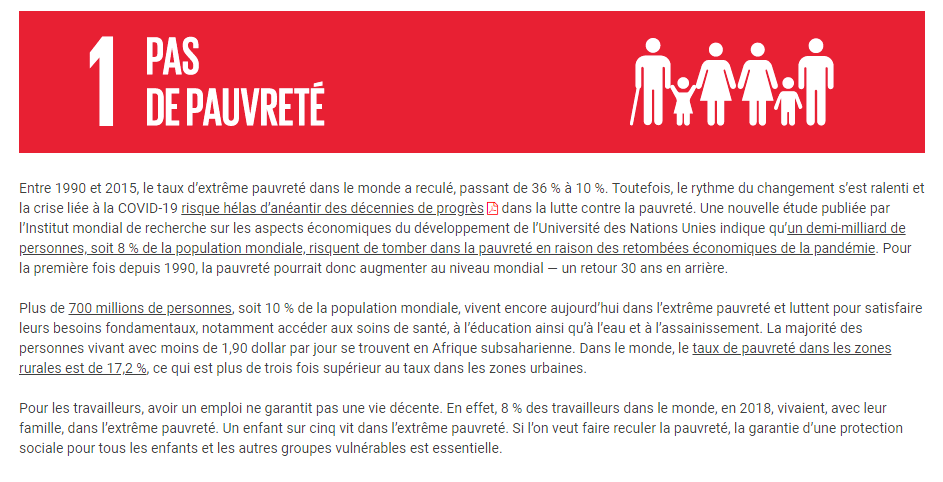 1
PAS
DE PAUVRETÉ
Entre 1990 et 2015, le taux d’extrême pauvreté dans le monde a reculé, passant de 36 % à 10 %. Toutefois, le rythme du changement s’est ralenti et
la crise liée à la COVID-19 risque hélas d’anéantir des décennies de progrès dans la lutte contre la pauvreté. Une nouvelle étude publiée par
l’Institut mondial de recherche sur les aspects économiques du développement de l’Université des Nations Unies indique qu’un demi-milliard de
personnes, soit 8 % de la population mondiale, risquent de tomber dans la pauvreté en raison des retombées économiques de la pandémie. Pour
la première fois depuis 1990, la pauvreté pourrait donc augmenter au niveau mondial — un retour 30 ans en arrière.
Plus de 700 millions de personnes, soit 10 % de la population mondiale, vivent encore aujourd’hui dans l’extrême pauvreté et luttent pour satisfaire
leurs besoins fondamentaux, notamment accéder aux soins de santé, à l’éducation ainsi qu’à l’eau et à l’assainissement. La majorité des
personnes vivant avec moins de 1,90 dollar par jour se trouvent en Afrique subsaharienne. Dans le monde, le taux de pauvreté dans les zones
rurales est de 17,2 %, ce qui est plus de trois fois supérieur au taux dans les zones urbaines.
Pour les travailleurs, avoir un emploi ne garantit pas une vie décente. En effet, 8 % des travailleurs dans le monde, en 2018, vivaient, avec leur
famille, dans l’extrême pauvreté. Un enfant sur cinq vit dans l’extrême pauvreté. Si l’on veut faire reculer la pauvreté, la garantie d’une protection
sociale pour tous les enfants et les autres groupes vulnérables est essentielle.